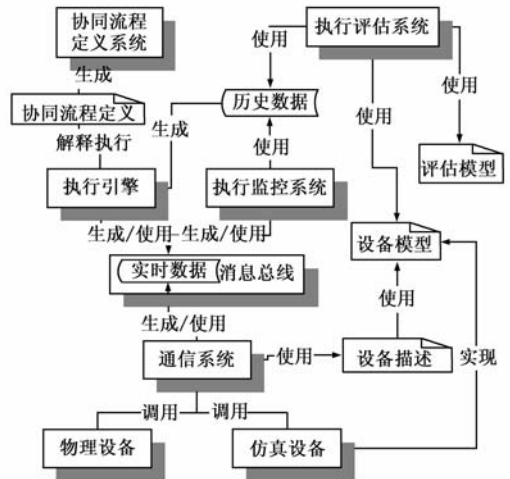 协同流程
定义系统
执行评估系统
使用
生成
使用
协同流程定义
历史数据
生成
使用
解释执行
使用
评估模型
执行引擎
执行监控系统
生成/使用
生成/使用
设备模型
实时数据
消息总线
使用
生成/使用
通信系统
使用
设备描述
实现
调用
调用
物理设备
仿真设备